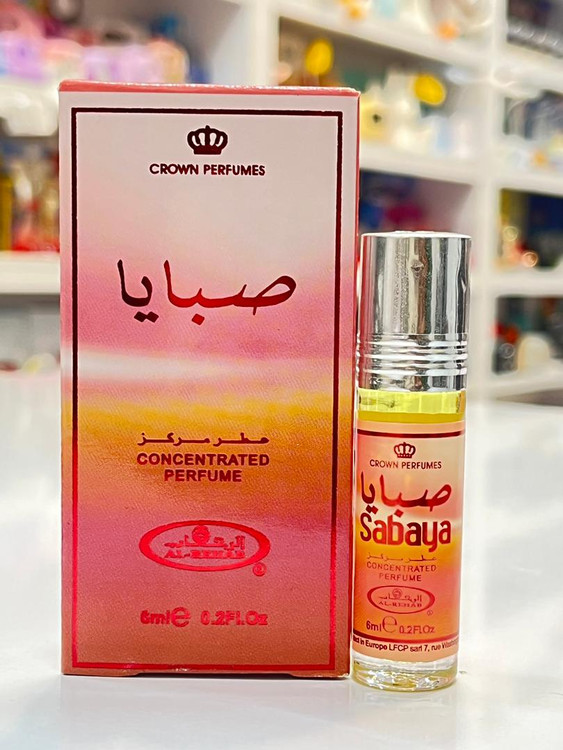 CROWN PERFUMES
صبايا
عطر مركز
CONCENTRATED
PERFUME
الرحاب
AL-REHAB
®
6ml e 0.2Fl.Oz
CROWN PERFUMES
صبايا
Sabaya
عطر مركز
CONCENTRATED
PERFUME
الرحاب
AL-REHAB
®
6ml e 0.2Fl.Oz
in Europe LFCP sarl 7, rue